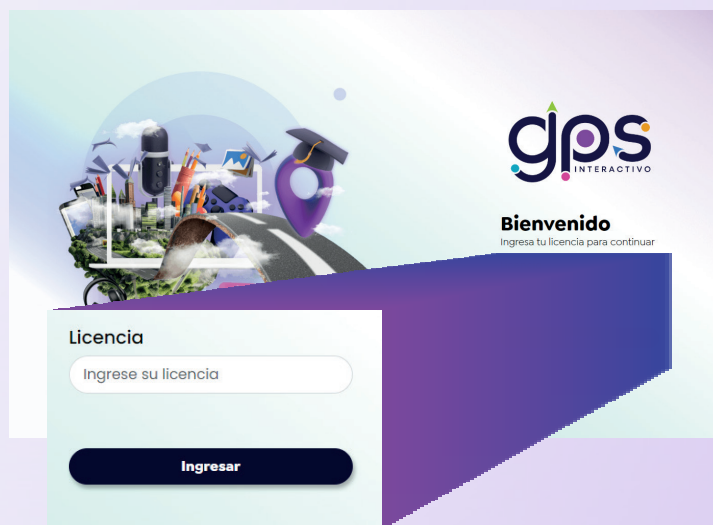 gps
INTERACTIVO
Bienvenido
Ingresa tu licencia para continuar
Licencia
Ingrese su licencia
Ingresar